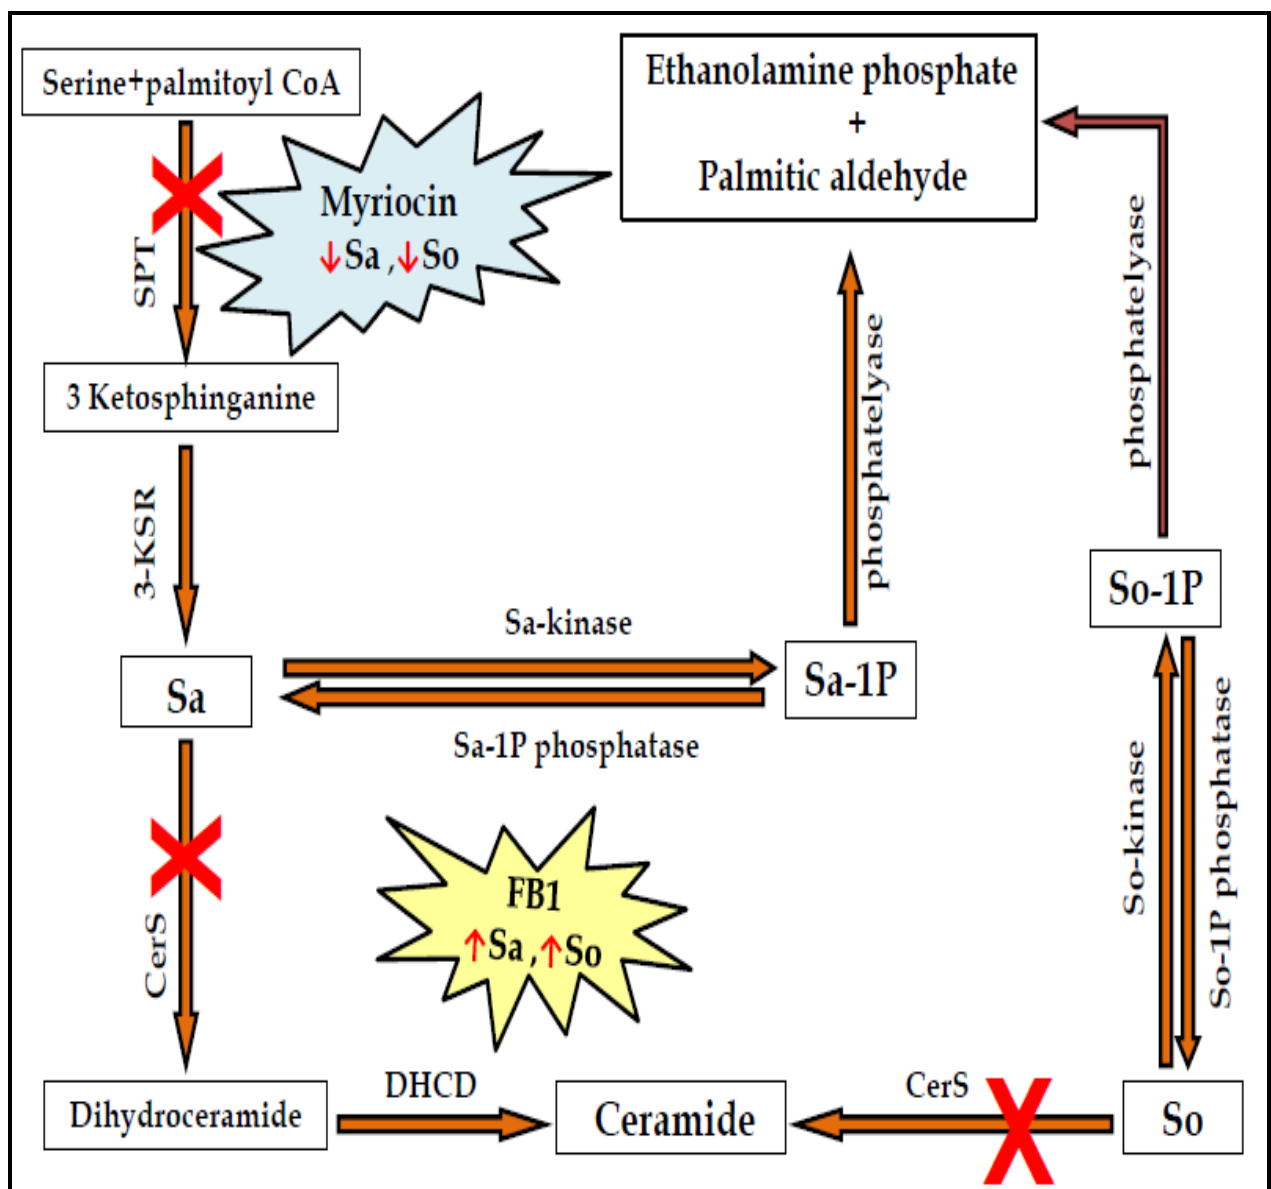 Serine+palmitoyl CoA
Ethanolamine phosphate
+
Palmitic aldehyde
Myriocin
↓Sa ,↓So
SPT
3 Ketosphinganine
phosphatelyase
phosphatelyase
3-KSR
So-1P
Sa-kinase
Sa
Sa-1P
Sa-1P phosphatase
So-kinase
So-1P phosphatase
FB1
↑Sa ,↑So
CerS
DHCD
CerS
Dihydroceramide
Ceramide
So